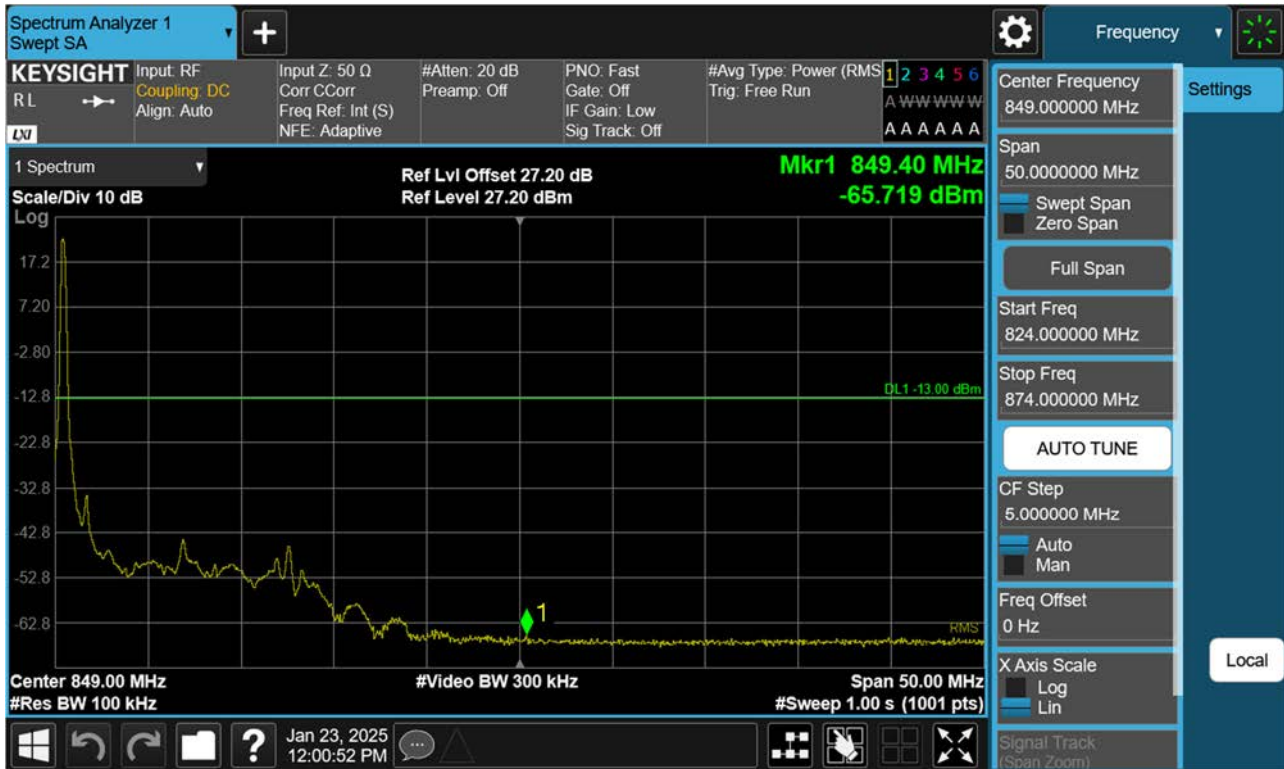 Spectrum Analyzer 1
Swept SA
+
Frequency
KEYSIGHT
R L
LXI
Input: RF
Coupling: DC
Align: Auto
Input Z: 50 Ω
Corr CCorr
Freq Ref: Int (S)
NFE: Adaptive
#Atten: 20 dB
Preamp: Off
PNO: Fast
Gate: Off
IF Gain: Low
Sig Track: Off
#Avg Type: Power (RMS
Trig: Free Run
1 2 3 4 5 6
A W W W W W
A A A A A A
1 Spectrum
Scale/Div 10 dB
Ref Lvl Offset 27.20 dB
Ref Level 27.20 dBm
Mkr1 849.40 MHz
-65.719 dBm
Log
17.2
7.20
-2.80
-12.8
-22.8
-32.8
-42.8
-52.8
-62.8
DL1 -13.00 dBm
1
RMS
Center 849.00 MHz
#Video BW 300 kHz
Span 50.00 MHz
#Res BW 100 kHz
#Sweep 1.00 s (1001 pts)
Center Frequency
849.000000 MHz
Settings
Span
50.0000000 MHz
Swept Span
Zero Span
Full Span
Start Freq
824.000000 MHz
Stop Freq
874.000000 MHz
AUTO TUNE
CF Step
5.000000 MHz
Auto
Man
Freq Offset
0 Hz
X Axis Scale
Log
Lin
Local
Signal Track
(Span Zoom)
?
Jan 23, 2025
12:00:52 PM